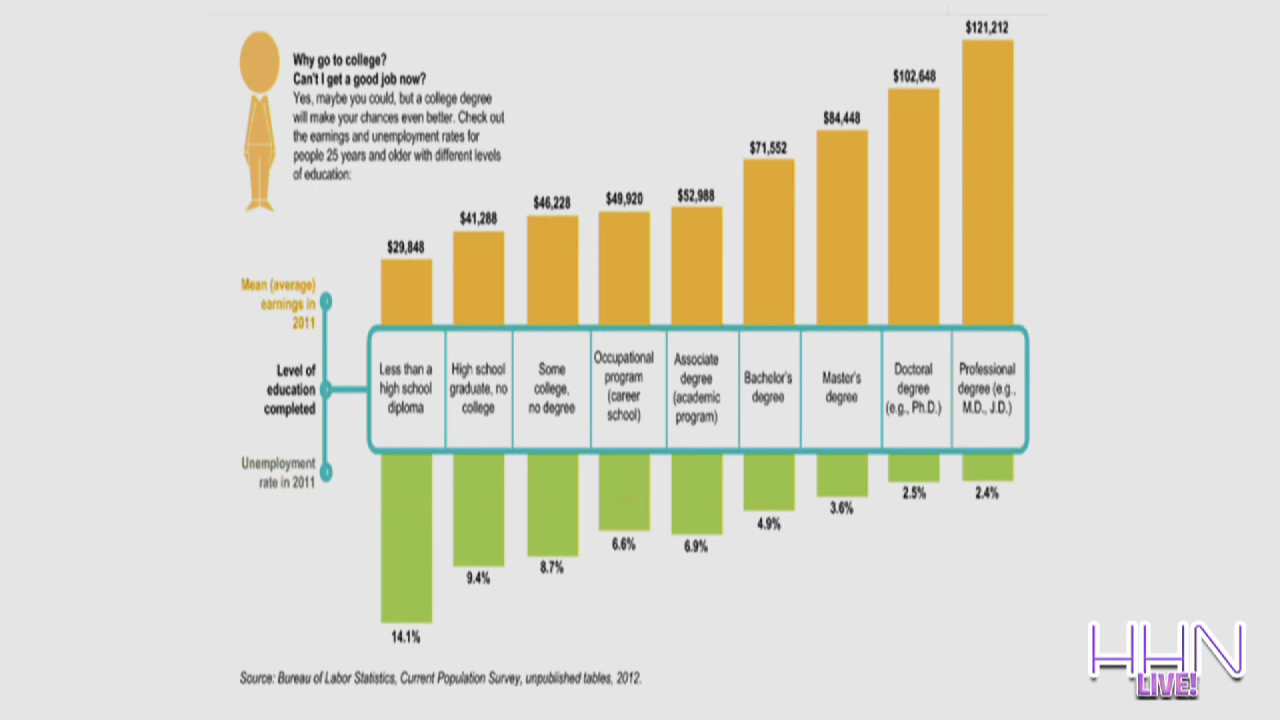 Why go to college?
Can't I get a good job now?
Yes, maybe you could, but a college degree
will make your chances even better. Check out
the earnings and unemployment rates for
people 25 years and older with different levels
of education:
Mean (average)
earnings in
2011
$29,848
$41,288
$46,228
$49,920
$52,988
$71,552
$84,448
$102,648
$121,212
Level of
education
completed
Less than a
high school
diploma
High school
graduate, no
college
Some
college,
no degree
Occupational
program
(career
school)
Associate
degree
(academic
program)
Bachelor's
degree
Master's
degree
Doctoral
degree
(e.g., Ph.D.)
Professional
degree (e.g.,
M.D., J.D.)
Unemployment
rate in 2011
14.1%
9.4%
8.7%
6.6%
6.9%
4.9%
3.6%
2.5%
2.4%
Source: Bureau of Labor Statistics, Current Population Survey, unpublished tables, 2012.
HHN
LIVE!